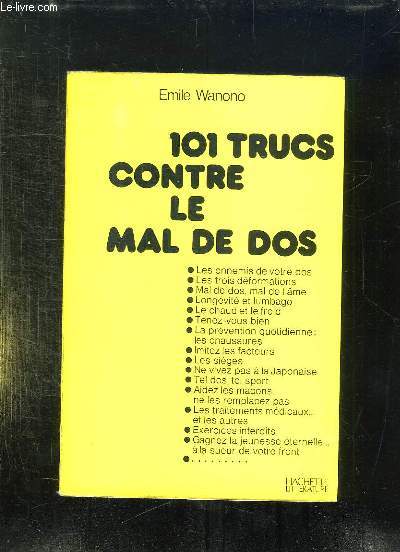 Le-livre.com
Emile Wanono
101 TRUCS
CONTRE
LE
MAL DE DOS
● Les ennemis de votre dos
● Les trois déformations
● Mal de dos, mal de l'âme
● Longévité et lumbago
● Le chaud et le froid
● Tenez-vous bien
● La prévention quotidienne:
les chaussures
● Imitez les facteurs
● Les sièges
● Ne vivez pas à la Japonaise
● Tel dos, tel sport
● Aidez les maçons,
ne les remplacez pas
● Les traitements médicaux..
et les autres
● Exercices interdits
● Gagnez la jeunesse éternelle..
à la sueur de votre front
● . . . . . . . . .
HACHETTE
LITTERATURE